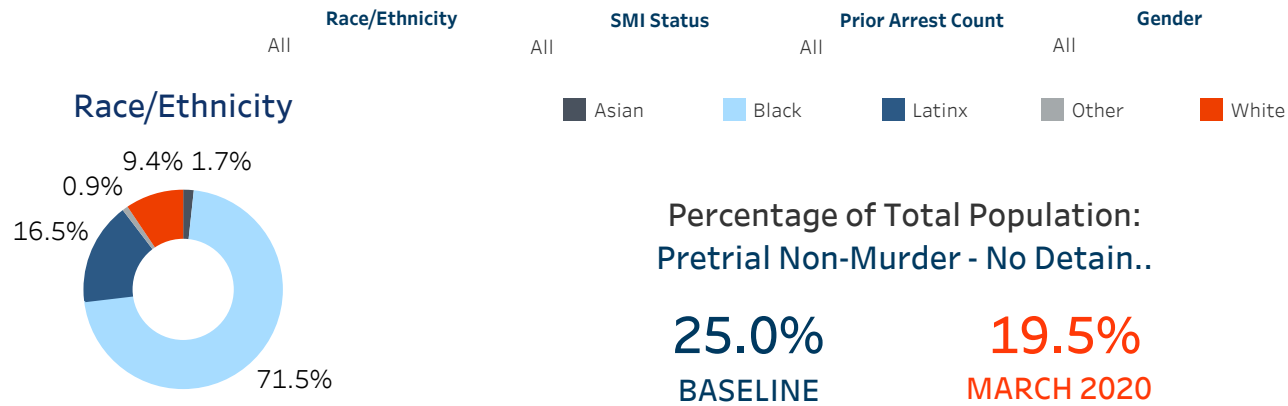 Race/Ethnicity SMI Status Prior Arrest Count Gender
All All All All
Race/Ethnicity
Asian Black Latinx Other White
9.4% 1.7%
0.9%
16.5%
71.5%
Percentage of Total Population:
Pretrial Non-Murder - No Detain..
25.0% 19.5%
BASELINE MARCH 2020